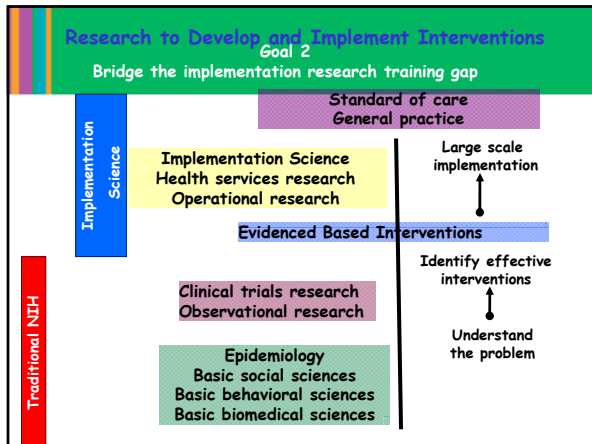 Research to Develop and Implement Interventions
Goal 2
Bridge the implementation research training gap
Standard of care
General practice
Implementation
Science
Implementation Science
Health services research
Operational research
Large scale
implementation
Evidenced Based Interventions
Identify effective
interventions
Clinical trials research
Observational research
Understand
the problem
Traditional NIH
Epidemiology
Basic social sciences
Basic behavioral sciences
Basic biomedical sciences